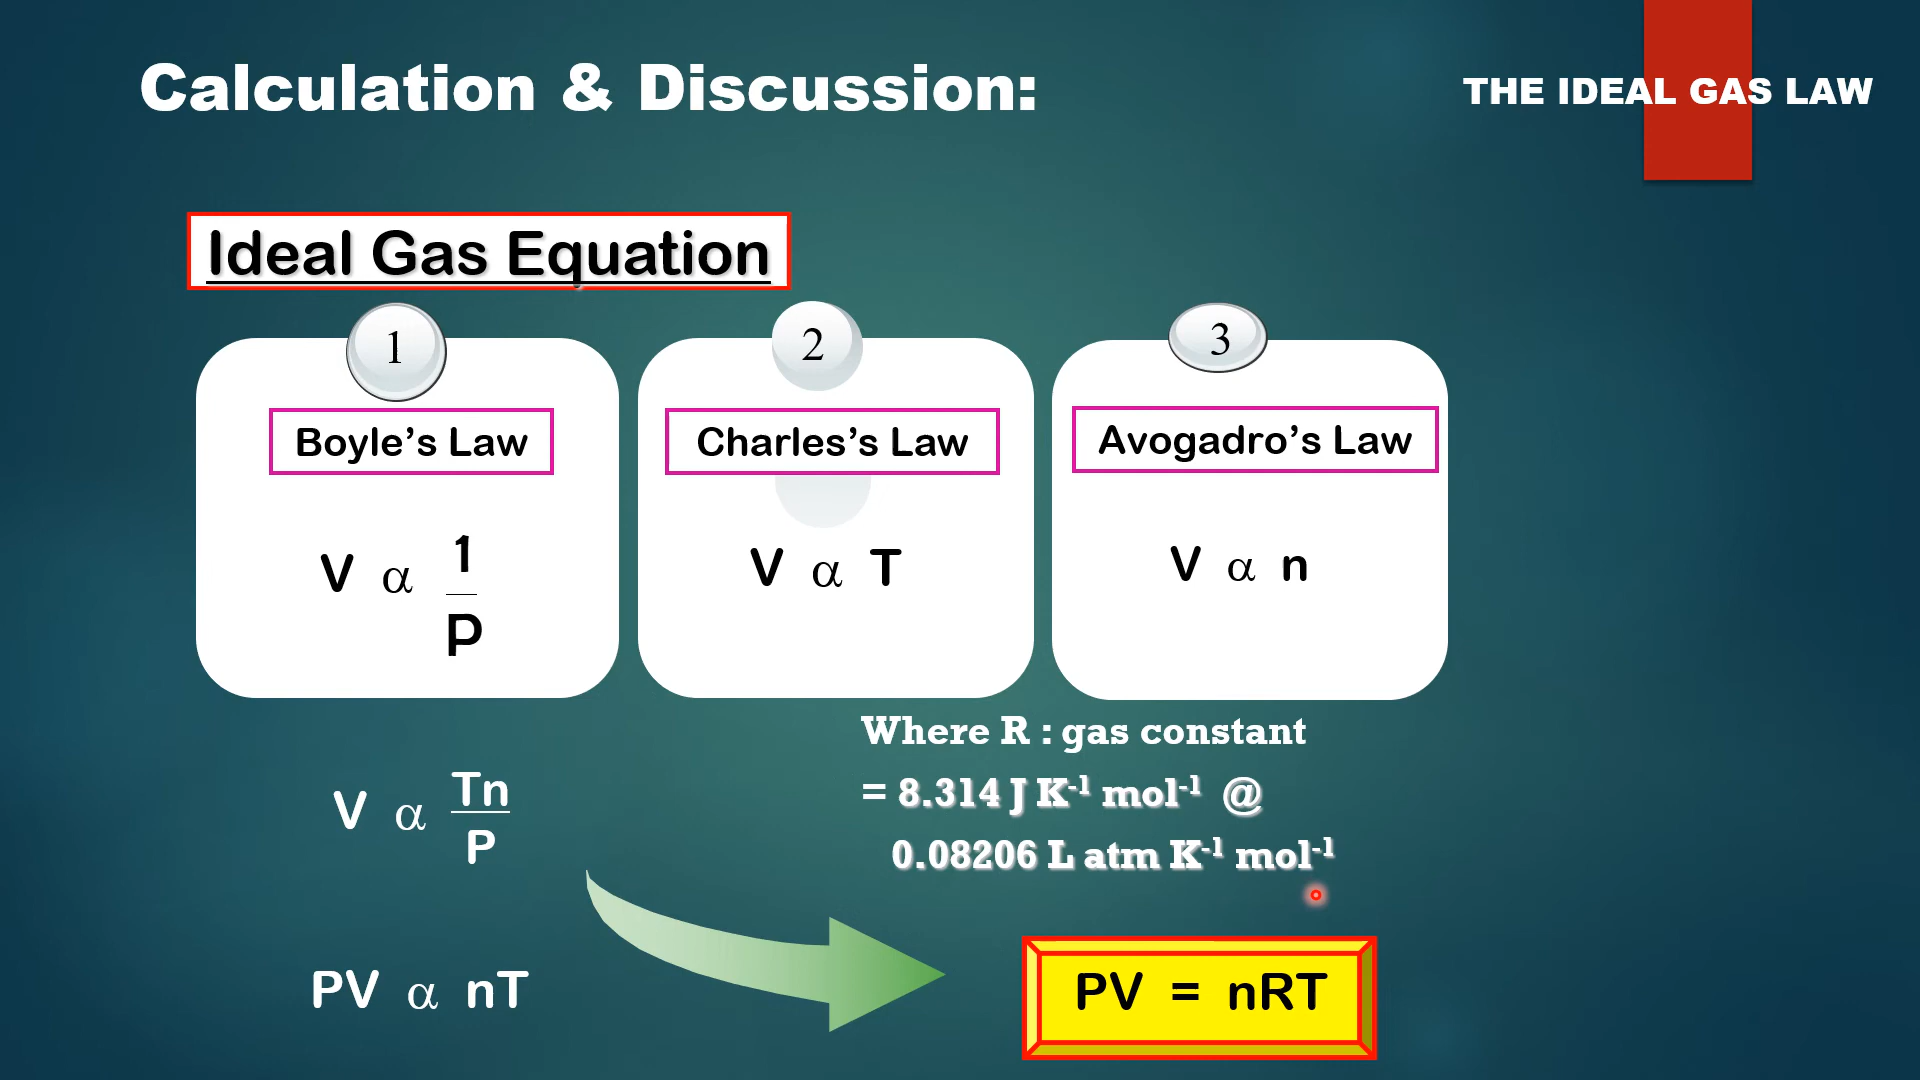 Calculation & Discussion:
THE IDEAL GAS LAW
Ideal Gas Equation
1
Boyle’s Law
V α 1
P
2
Charles’s Law
V α T
3
Avogadro’s Law
V α n
V α Tn
P
PV α nT
Where R : gas constant
= 8.314 J K⁻¹ mol⁻¹ @
0.08206 L atm K⁻¹ mol⁻¹
PV = nRT